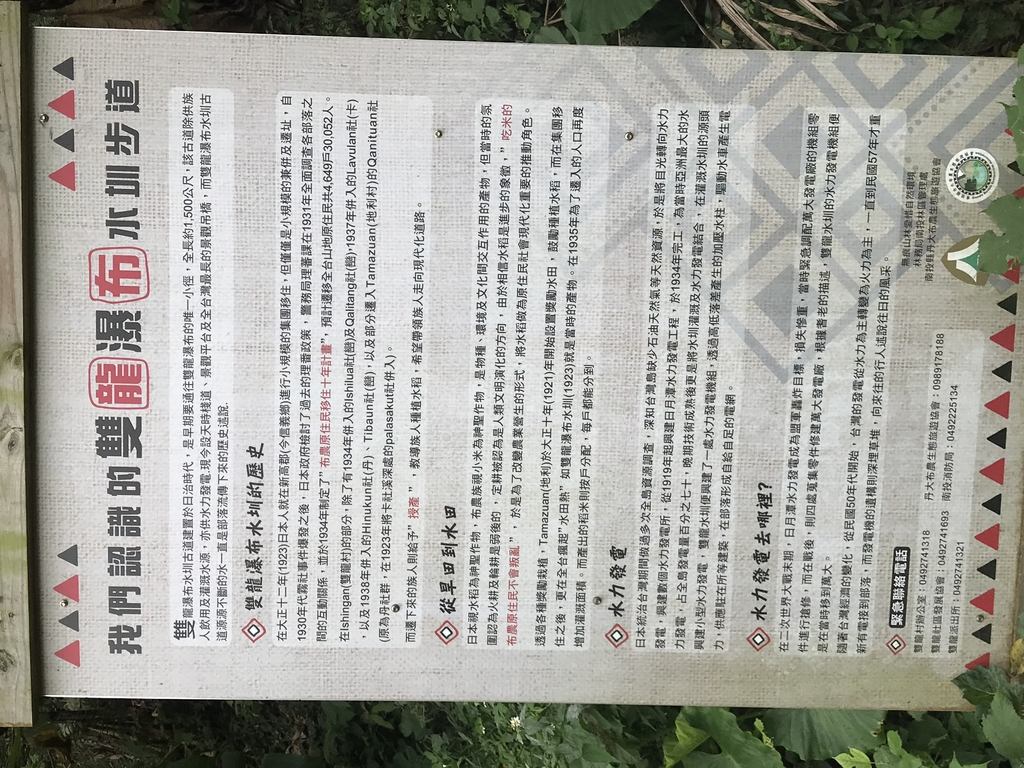 我們認識的雙龍瀑布水圳步道
雙龍瀑布水圳古道建置於日治時代，是早期要通往雙龍瀑布的唯一小徑，全長約1,500公尺，該古道除供族
人飲用及灌溉水源，亦供水力發電.現今設天時棧道、景觀平台及全台灣最長的景觀吊橋，而雙龍瀑布水圳古
道源源不斷的水一直是部落流傳下來的歷史述說.
雙龍瀑布水圳的歷史
在大正十二年(1923)日本人就在新高郡(今信義鄉)進行小規模的集團移住，但僅僅是小規模的兼併及遷址，自
1930年代霧社事件爆發之後，日本政府檢討了過去的理番政策，警務局理蕃課在1931年全面調查各部落之
間的互動關係，並於1934年制定了"布農原住民移住十年計畫"，預計遷移全台山地原住民共4,649戶30,052人。
在Ishingan(雙龍村)的部分，除了有1934年併入的Ishilua社(巒)及Qalitang社(巒),1937年併入的Lavulan社(卡)
，以及1938年併入的Hinukun社(丹)、Tibaun社(巒)，以及部分遷入Tamazuan(地利村)的Qanituan社
(原為丹社群，在1923年將卡社溪深處的palasakut社併入)。
而遷下來的族人則給予"授產"，教導族人種植水稻，希望帶領族人走向現代化道路。
從旱田到水田
日本視水稻為神聖作物，布農族視小米為神聖作物，是物種、環境及文化間交互作用的產物，但當時的氛
圍認為火耕及輪耕是弱後的，定耕被認為是人類文明演化的方向，由於相信水稻是進步的象徵，"吃米的
布農原住民不會叛亂"，於是為了改變農業營生的形式，將水稻做為原住民社會現代化重要的推動角色。
透過各種獎勵栽植，Tamazuan(地利)於大正十年(1921)年開始設置獎勵水田，鼓勵種植水稻，而在集團移
住之後，更在全台瘋起"水田熱"如雙龍瀑布水圳(1923)就是當時的產物。在1935年為了遷入的人口再度
增加灌溉面積。而產出的稻米則按戶分配，每戶都能分到。
水力發電
日本統治台灣期間做過多次全島資源調查，深知台灣島缺少石油天然氣等天然資源，於是將目光轉向水力
發電，興建數個水力發電所，從1919年起興建日月潭水力發電工程，於1934年完工，為當時亞洲最大的水
力發電，占全島發電量百分之七十，晚期技術成熟後更是將水圳灌溉及水力發電結合，在灌溉水圳的源頭
興建小型水力發電，雙龍水圳便興建了一處水力發電機組，透過高低落差產生的加壓水柱，驅動水車產生電
力，供應駐在所等建築，在部落形成自給自足的電網。
水力發電去哪裡?
在二次世界大戰末期，日月潭水力發電成為盟軍轟炸目標，損失慘重，當時緊急調配萬大發電廠的機組零
件進行搶修，而在戰後，則四處蒐集零件修建萬大發電廠，根據耆老的描述，雙龍水圳的水力發電機組便
是在當時移到萬大。
隨著台灣經濟的變化，從民國50年代開始，台灣的發電從水力為主轉變為火力為主，一直到民國57年才重
新有電接到部落，而發電機的遺構則深埋草堆，向來往的行人述說往日的風采。
緊急聯絡電話
雙龍村辦公室：0492741318 丹大布農生態旅遊協會：0989178188
雙龍社區發展協會：0492741693 南投消防局：0492225134
雙龍派出所：0492741321
無痕山林愛惜自然環境
林務局南投林區管理處
南投縣丹大布農生態旅遊協會